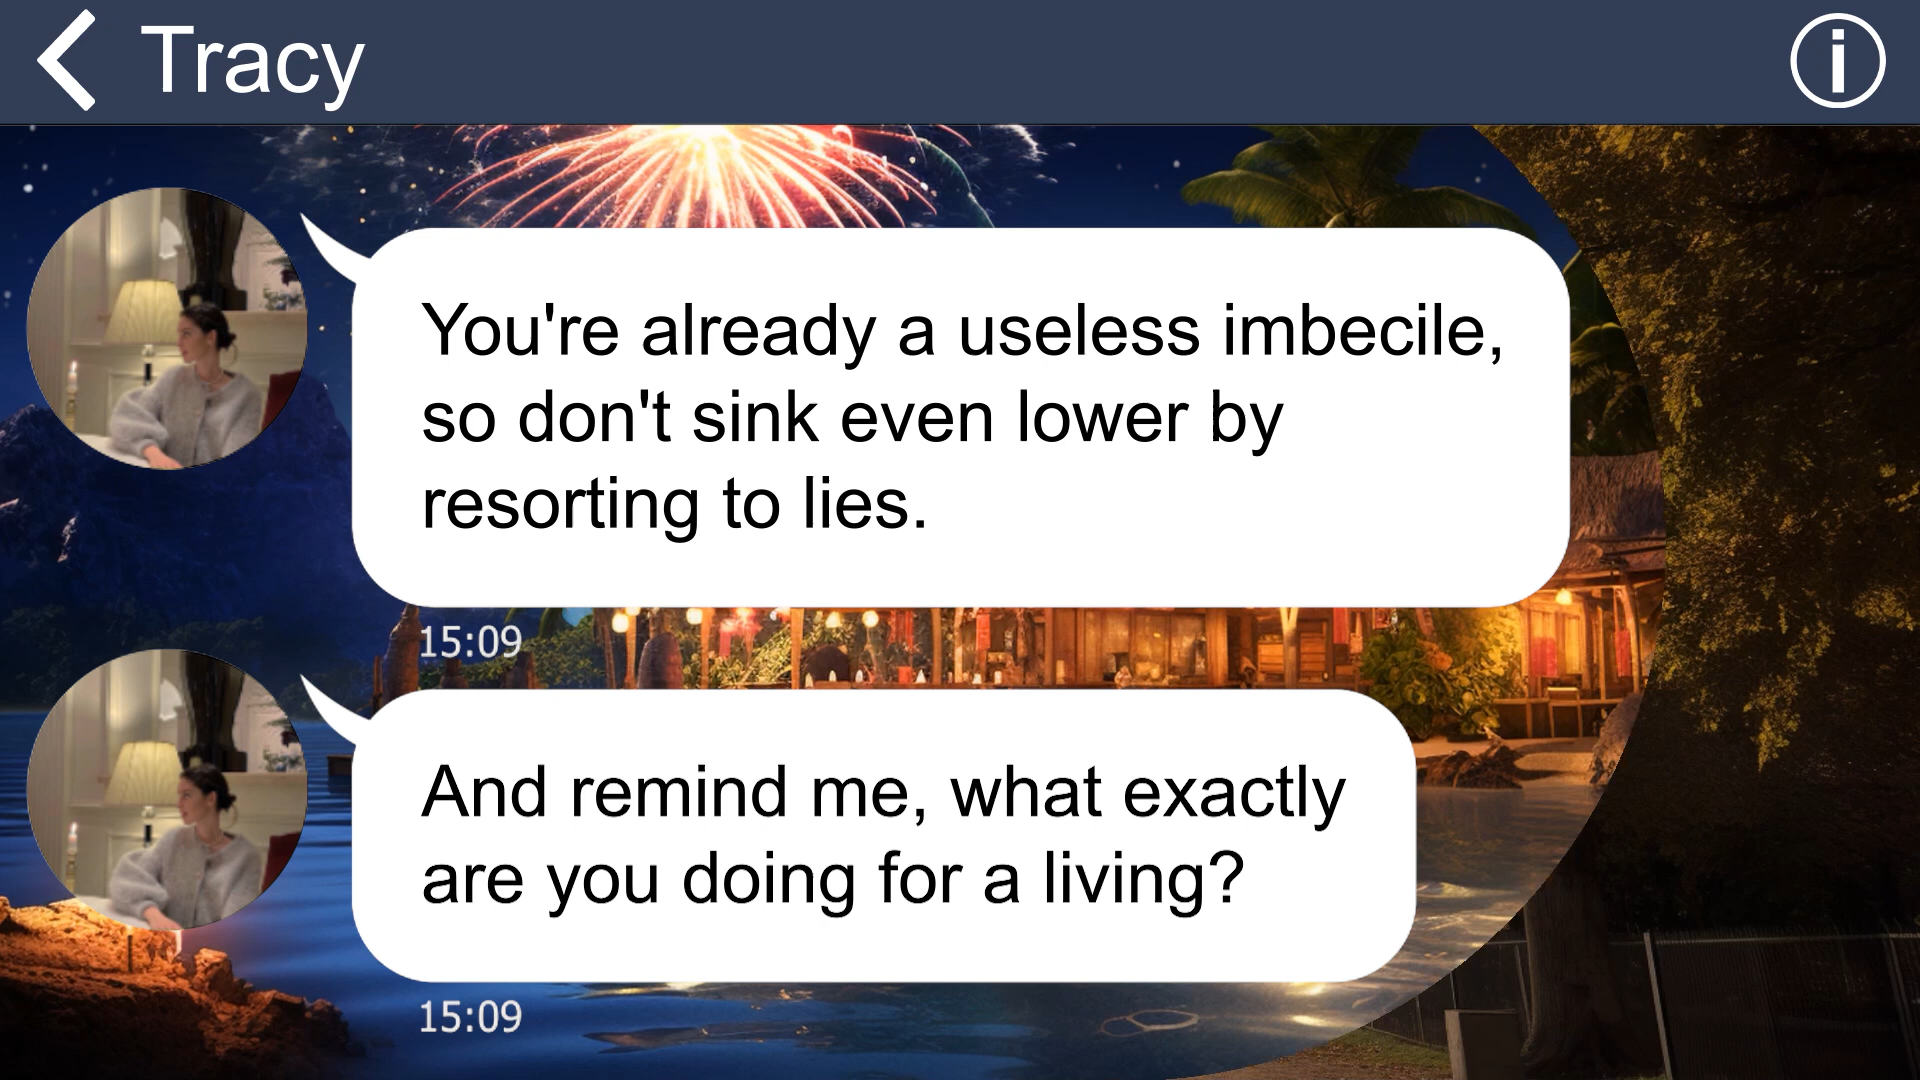 Tracy
You're already a useless imbecile,
so don't sink even lower by
resorting to lies.
15:09
And remind me, what exactly
are you doing for a living?
15:09